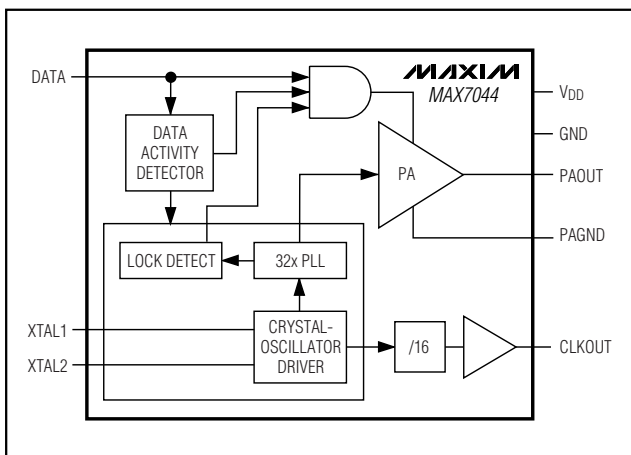 DATA
MAXIM
MAX7044
VDD
GND
DATA
ACTIVITY
DETECTOR
PA
PAOUT
PAGND
LOCK DETECT
32x PLL
XTAL1
XTAL2
CRYSTAL-
OSCILLATOR
DRIVER
/16
CLKOUT